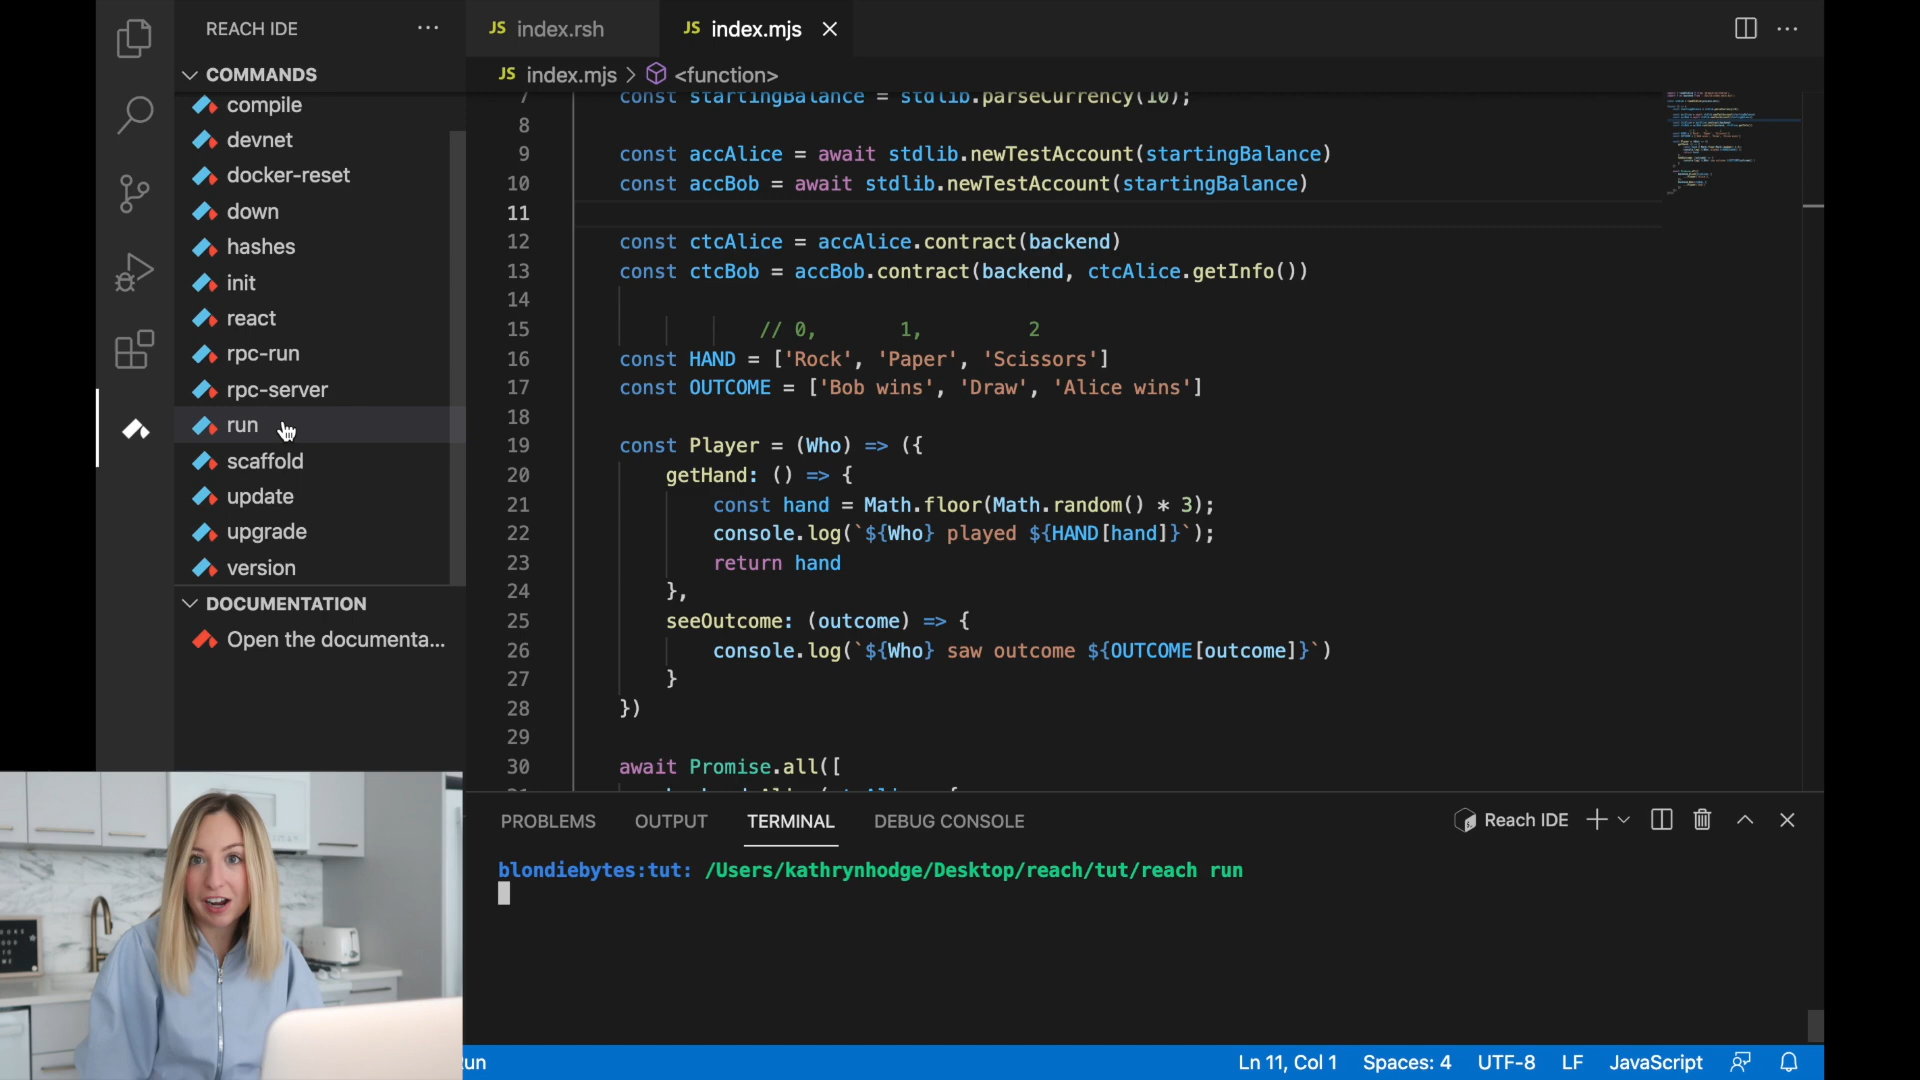 REACH IDE
COMMANDS
compile
devnet
docker-reset
down
hashes
init
react
rpc-run
rpc-server
run
scaffold
update
upgrade
version
DOCUMENTATION
Open the documenta...
JS index.rsh
JS index.mjs
JS index.mjs > <function>
7 const startingBalance = stdlib.parseCurrency(10);
8
9 const accAlice = await stdlib.newTestAccount(startingBalance)
10 const accBob = await stdlib.newTestAccount(startingBalance)
11
12 const ctcAlice = accAlice.contract(backend)
13 const ctcBob = accBob.contract(backend, ctcAlice.getInfo())
14
15 // 0, 1, 2
16 const HAND = ['Rock', 'Paper', 'Scissors']
17 const OUTCOME = ['Bob wins', 'Draw', 'Alice wins']
18
19 const Player = (Who) => ({
20 getHand: () => {
21 const hand = Math.floor(Math.random() * 3);
22 console.log(`${Who} played ${HAND[hand]}`);
23 return hand
24 },
25 seeOutcome: (outcome) => {
26 console.log(`${Who} saw outcome ${OUTCOME[outcome]}`)
27 }
28 })
29
30 await Promise.all([
PROBLEMS OUTPUT TERMINAL DEBUG CONSOLE
Reach IDE
blondiebytes:tut: /Users/kathrynhodge/Desktop/reach/tut/reach run
Ln 11, Col 1 Spaces: 4 UTF-8 LF JavaScript